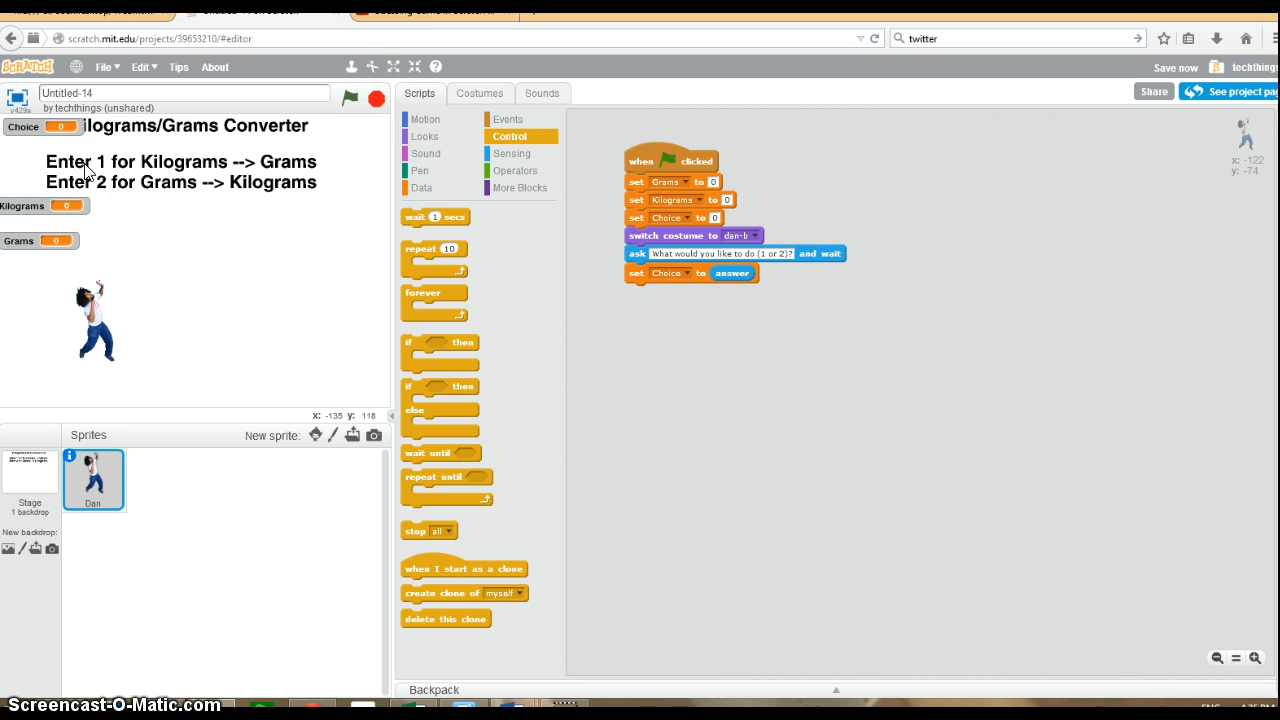 scratch.mit.edu/projects/39653210/#editor
twitter
SCRATCH
File
Edit
Tips
About
Save now
techthings
Untitled-14
by techthings (unshared)
v429a
Scripts
Costumes
Sounds
Share
See project pag
Choice 0
ilograms/Grams Converter
Enter 1 for Kilograms --> Grams
Enter 2 for Grams --> Kilograms
Kilograms 0
Grams 0
x: -135 y: 118
Sprites
New sprite:
Stage
1 backdrop
New backdrop:
Dan
Motion
Events
Looks
Control
Sound
Sensing
Pen
Operators
Data
More Blocks
wait 1 secs
repeat 10
forever
if then
if then
else
wait until
repeat until
stop all
when I start as a clone
create clone of myself
delete this clone
when clicked
set Grams to 0
set Kilograms to 0
set Choice to 0
switch costume to dan-b
ask What would you like to do (1 or 2)? and wait
set Choice to answer
x: -122
y: -74
Backpack
Screencast-O-Matic.com